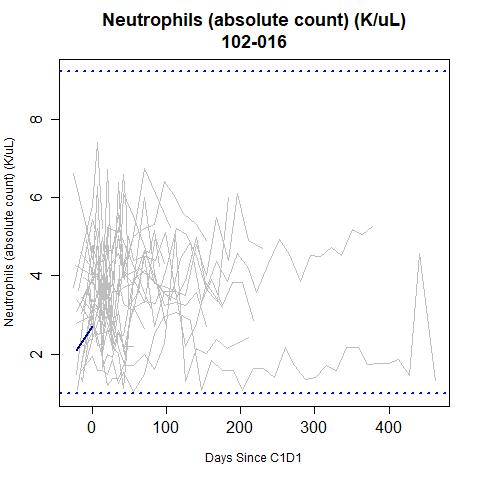 Neutrophils (absolute count) (K/uL)
102-016
Neutrophils (absolute count) (K/uL)
8
6
4
2
0 100 200 300 400
Days Since C1D1